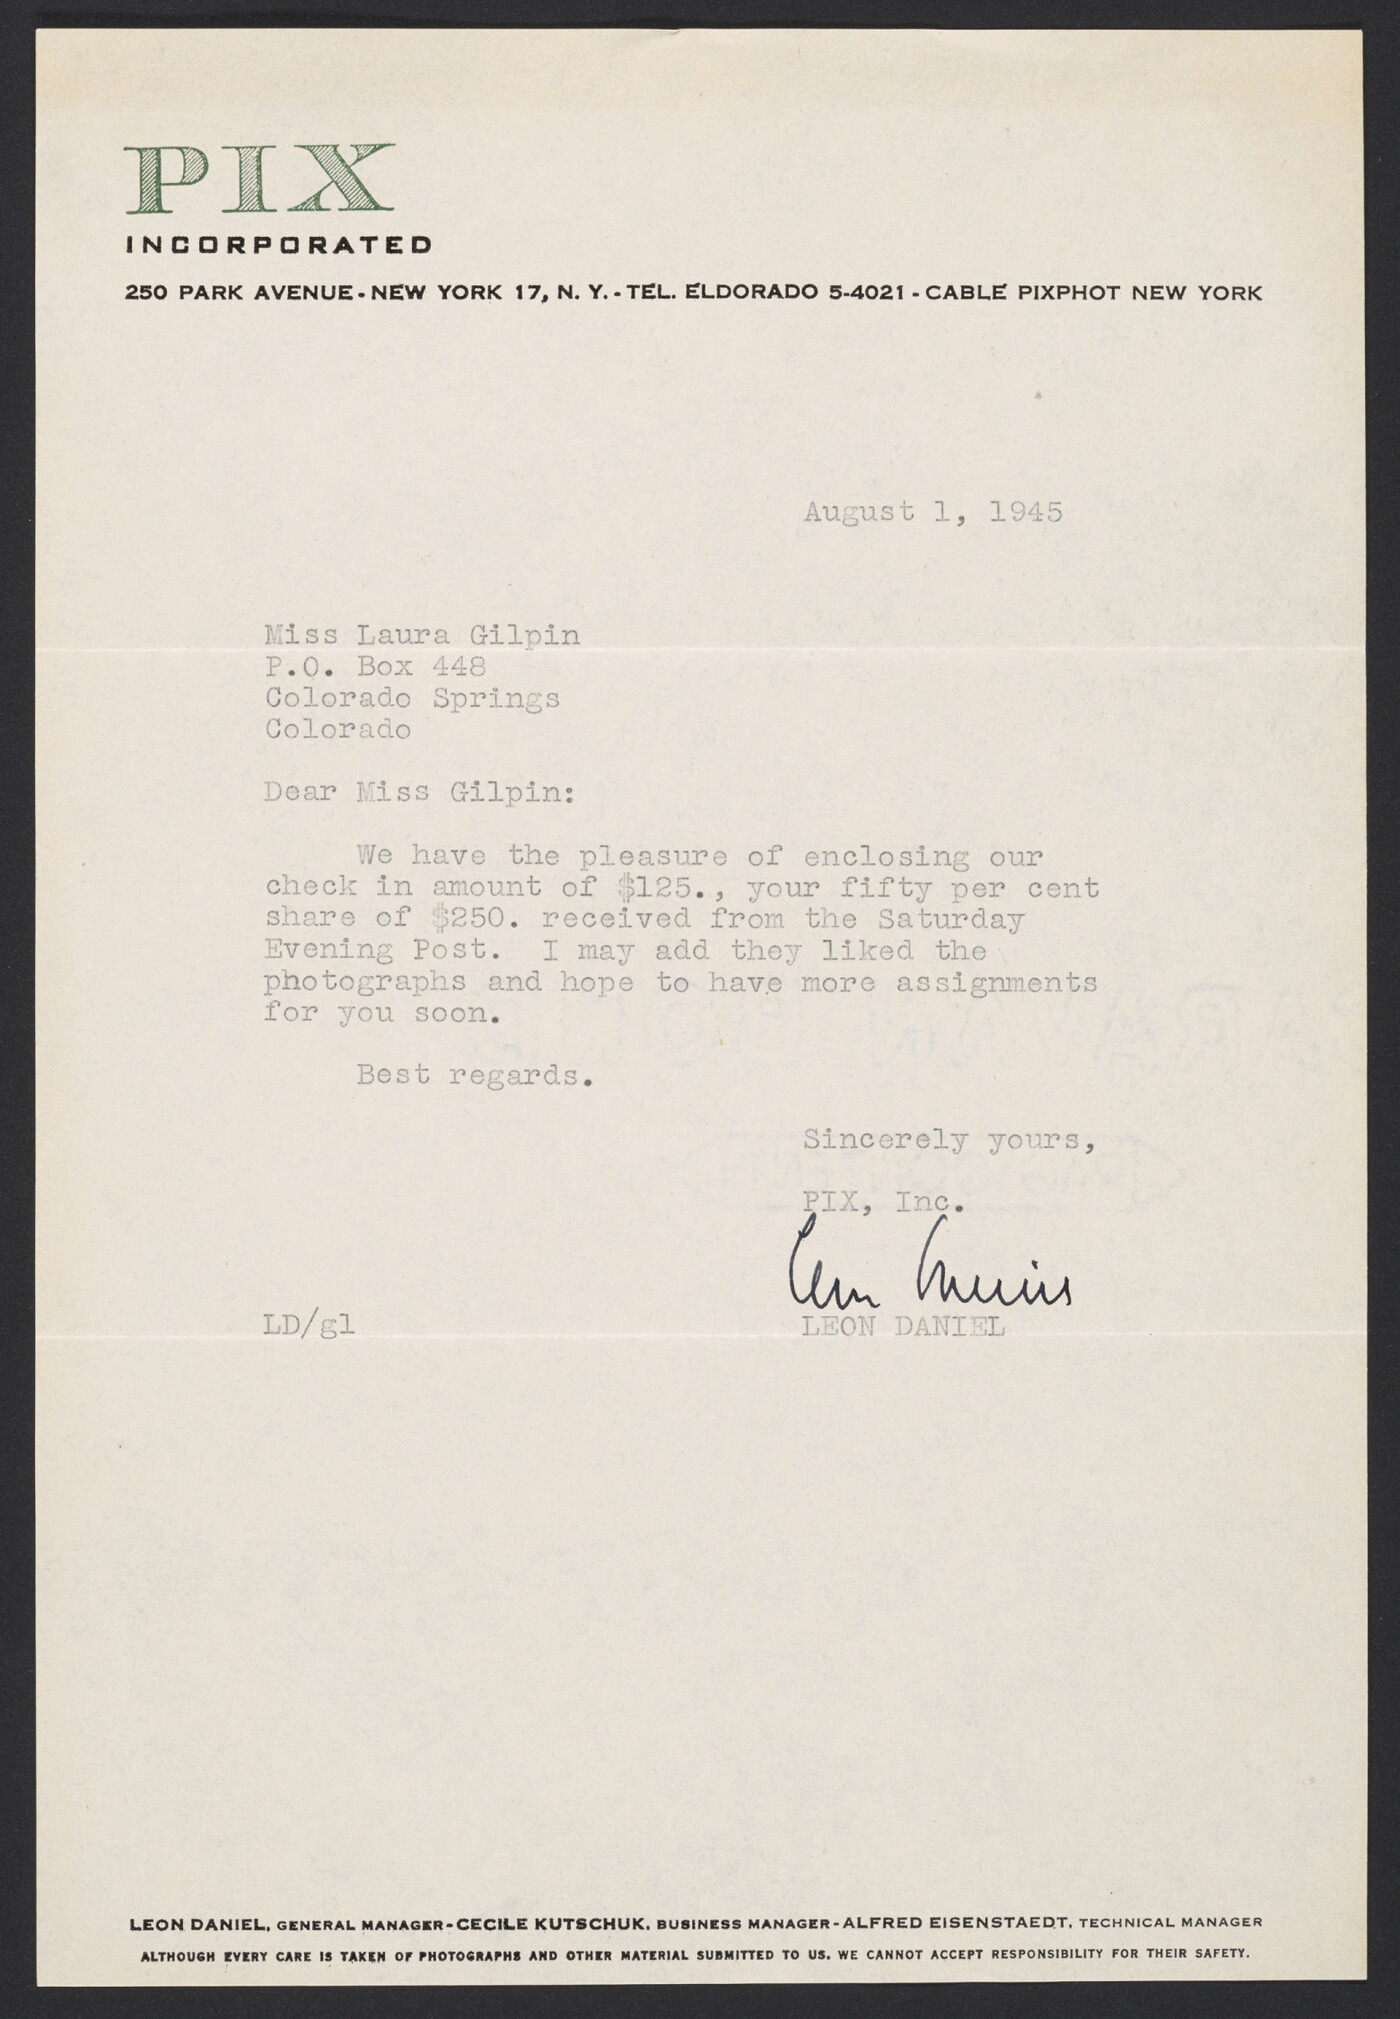 PIX
INCORPORATED
250 PARK AVENUE - NEW YORK 17, N. Y. - TEL. ELDORADO 5-4021 - CABLE PIXPHOT NEW YORK
August 1, 1945
Miss Laura Gilpin
P.O. Box 448
Colorado Springs
Colorado
Dear Miss Gilpin:
We have the pleasure of enclosing our
check in amount of $125., your fifty per cent
share of $250. received from the Saturday
Evening Post. I may add they liked the
photographs and hope to have more assignments
for you soon.
Best regards.
Sincerely yours,
PIX, Inc.
Leon Daniel
LD/gl LEON DANIEL
LEON DANIEL, GENERAL MANAGER - CECILE KUTSCHUK, BUSINESS MANAGER - ALFRED EISENSTAEDT, TECHNICAL MANAGER
ALTHOUGH EVERY CARE IS TAKEN OF PHOTOGRAPHS AND OTHER MATERIAL SUBMITTED TO US, WE CANNOT ACCEPT RESPONSIBILITY FOR THEIR SAFETY.